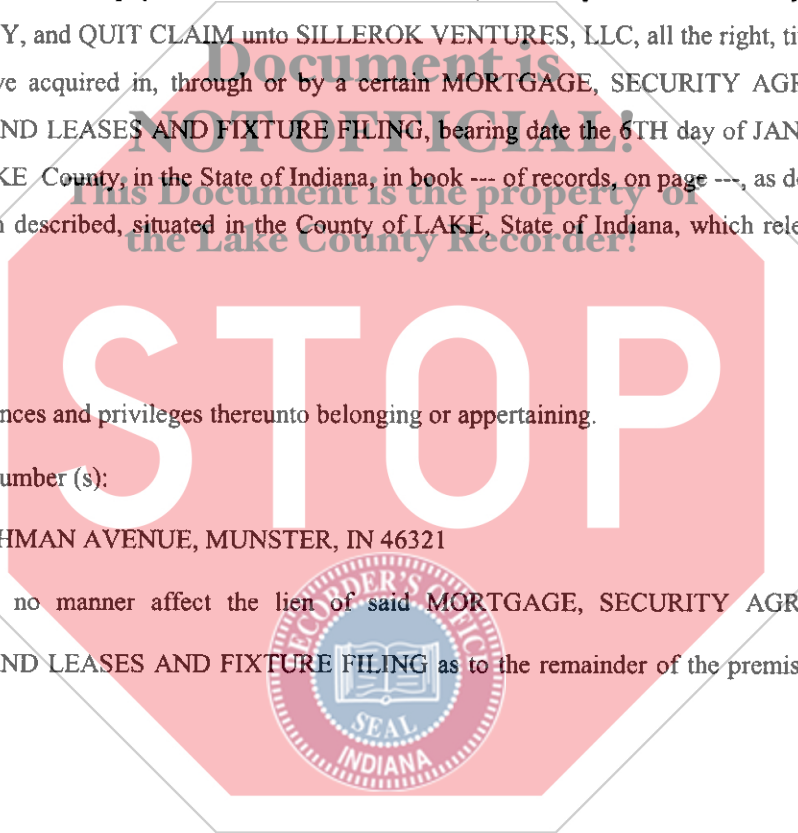 Y, and QUIT CLAIM unto SILLEROK VENTURES, LLC, all the right, ti
Document is
ve acquired in, through or by a certain MORTGAGE, SECURITY AGR
NOT OFFICIAL!
ND LEASES AND FIXTURE FILING, bearing date the 6TH day of JAN
KE County, in the State of Indiana, in book --- of records, on page ---, as d
This Document is the property of
n described, situated in the County of LAKE, State of Indiana, which rele
the Lake County Recorder!
STOP
nces and privileges thereunto belonging or appertaining.
umber (s):
HMAN AVENUE, MUNSTER, IN 46321
no manner affect the lien of said MORTGAGE, SECURITY AGR
ND LEASES AND FIXTURE FILING as to the remainder of the premis
RECORDER'S OFFICE
SEAL
INDIANA